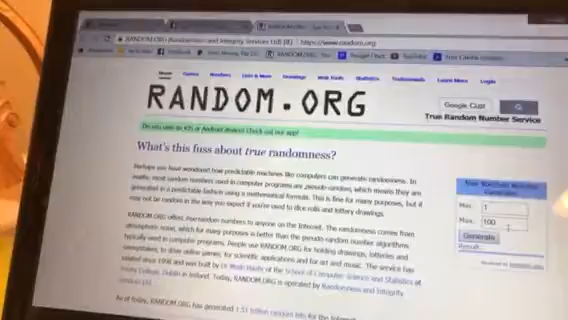 RANDOM.ORG (Randomness and Integrity Services Ltd) [IE] https://www.random.org
Facebook
YouTube
Home Games Numbers Lists & More Drawings Web Tools Statistics Testimonials Learn More Login
RANDOM.ORG
Google Cust
True Random Number Service
Do you own an iOS or Android device? Check out our app!
What's this fuss about true randomness?
Perhaps you have wondered how predictable machines like computers can generate randomness. In
reality, most random numbers used in computer programs are pseudo-random, which means they are
generated in a predictable fashion using a mathematical formula. This is fine for many purposes, but it
may not be random in the way you expect if you're used to dice rolls and lottery drawings.
RANDOM.ORG offers true random numbers to anyone on the Internet. The randomness comes from
atmospheric noise, which for many purposes is better than the pseudo-random number algorithms
typically used in computer programs. People use RANDOM.ORG for holding drawings, lotteries and
sweepstakes, to drive online games, for scientific applications and for art and music. The service has
existed since 1998 and was built by Dr Mads Haahr of the School of Computer Science and Statistics at
Trinity College, Dublin in Ireland. Today, RANDOM.ORG is operated by Randomness and Integrity
Services Ltd.
As of today, RANDOM.ORG has generated 1.51 trillion random bits for the Internet
True Random Number
Generator
Min: 1
Max: 100
Generate
Result:
Powered by RANDOM.ORG